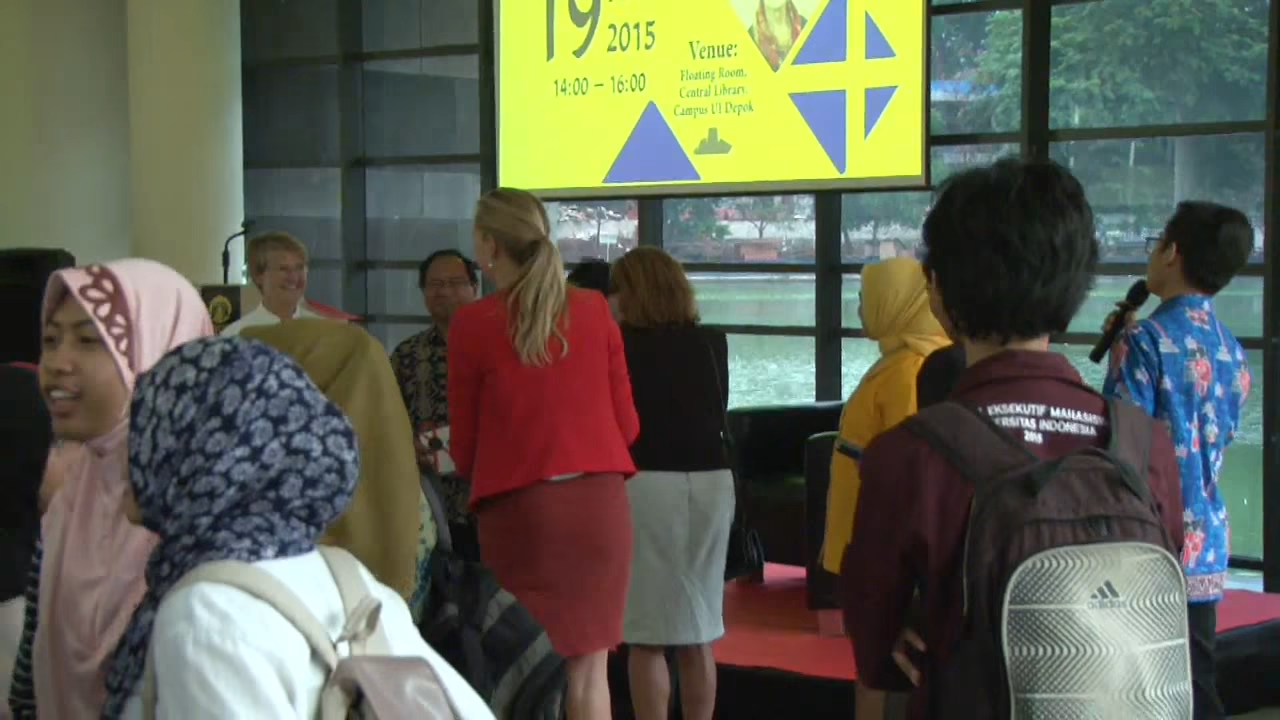 19
2015
14:00 – 16:00
Venue:
Floating Room,
Central Library.
Campus UI Depok
EKSEKUTIF MAHASIS
ERSITAS INDONESIA
adidas